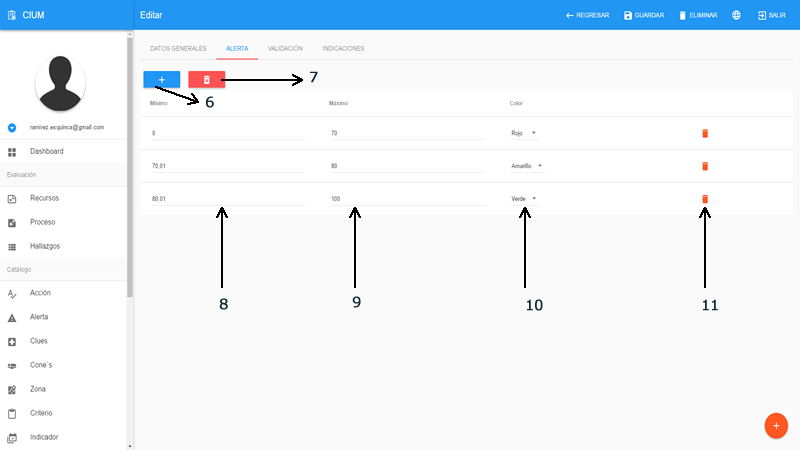 CIUM
Editar
REGRESAR
GUARDAR
ELIMINAR
SALIR
DATOS GENERALES
ALERTA
VALIDACIÓN
INDICACIONES
+
7
6
ramirez.esquinca@gmail.com
Dashboard
Evaluación
Recursos
Proceso
Hallazgos
Catálogo
Acción
Alerta
Clues
Cone´s
Zona
Criterio
Indicador
Mínimo
Máximo
Color
0
70
Rojo
70,01
80
Amarillo
80,01
100
Verde
8
9
10
11
+